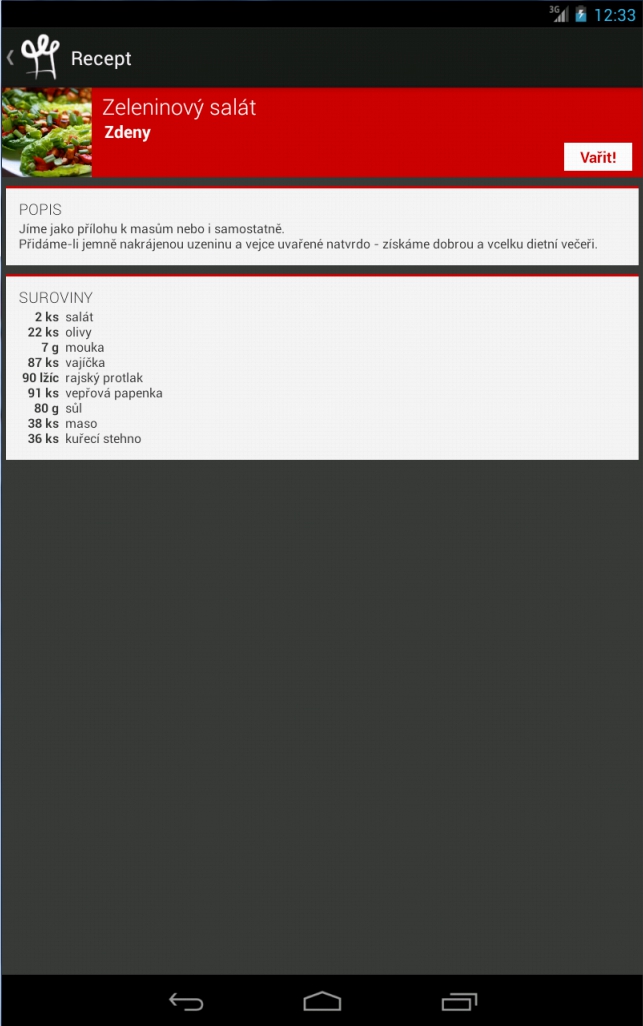 3G
12:33
Recept
Zeleninový salát
Zdeny
Vařit!
POPIS
Jíme jako přílohu k masům nebo i samostatně.
Přidáme-li jemně nakrájenou uzeninu a vejce uvařené natvrdo - získáme dobrou a vcelku dietní večeři.
SUROVINY
2 ks salát
22 ks olivy
7 g mouka
87 ks vajíčka
90 lžíc rajský protlak
91 ks vepřová papenka
80 g sůl
38 ks maso
36 ks kuřecí stehno